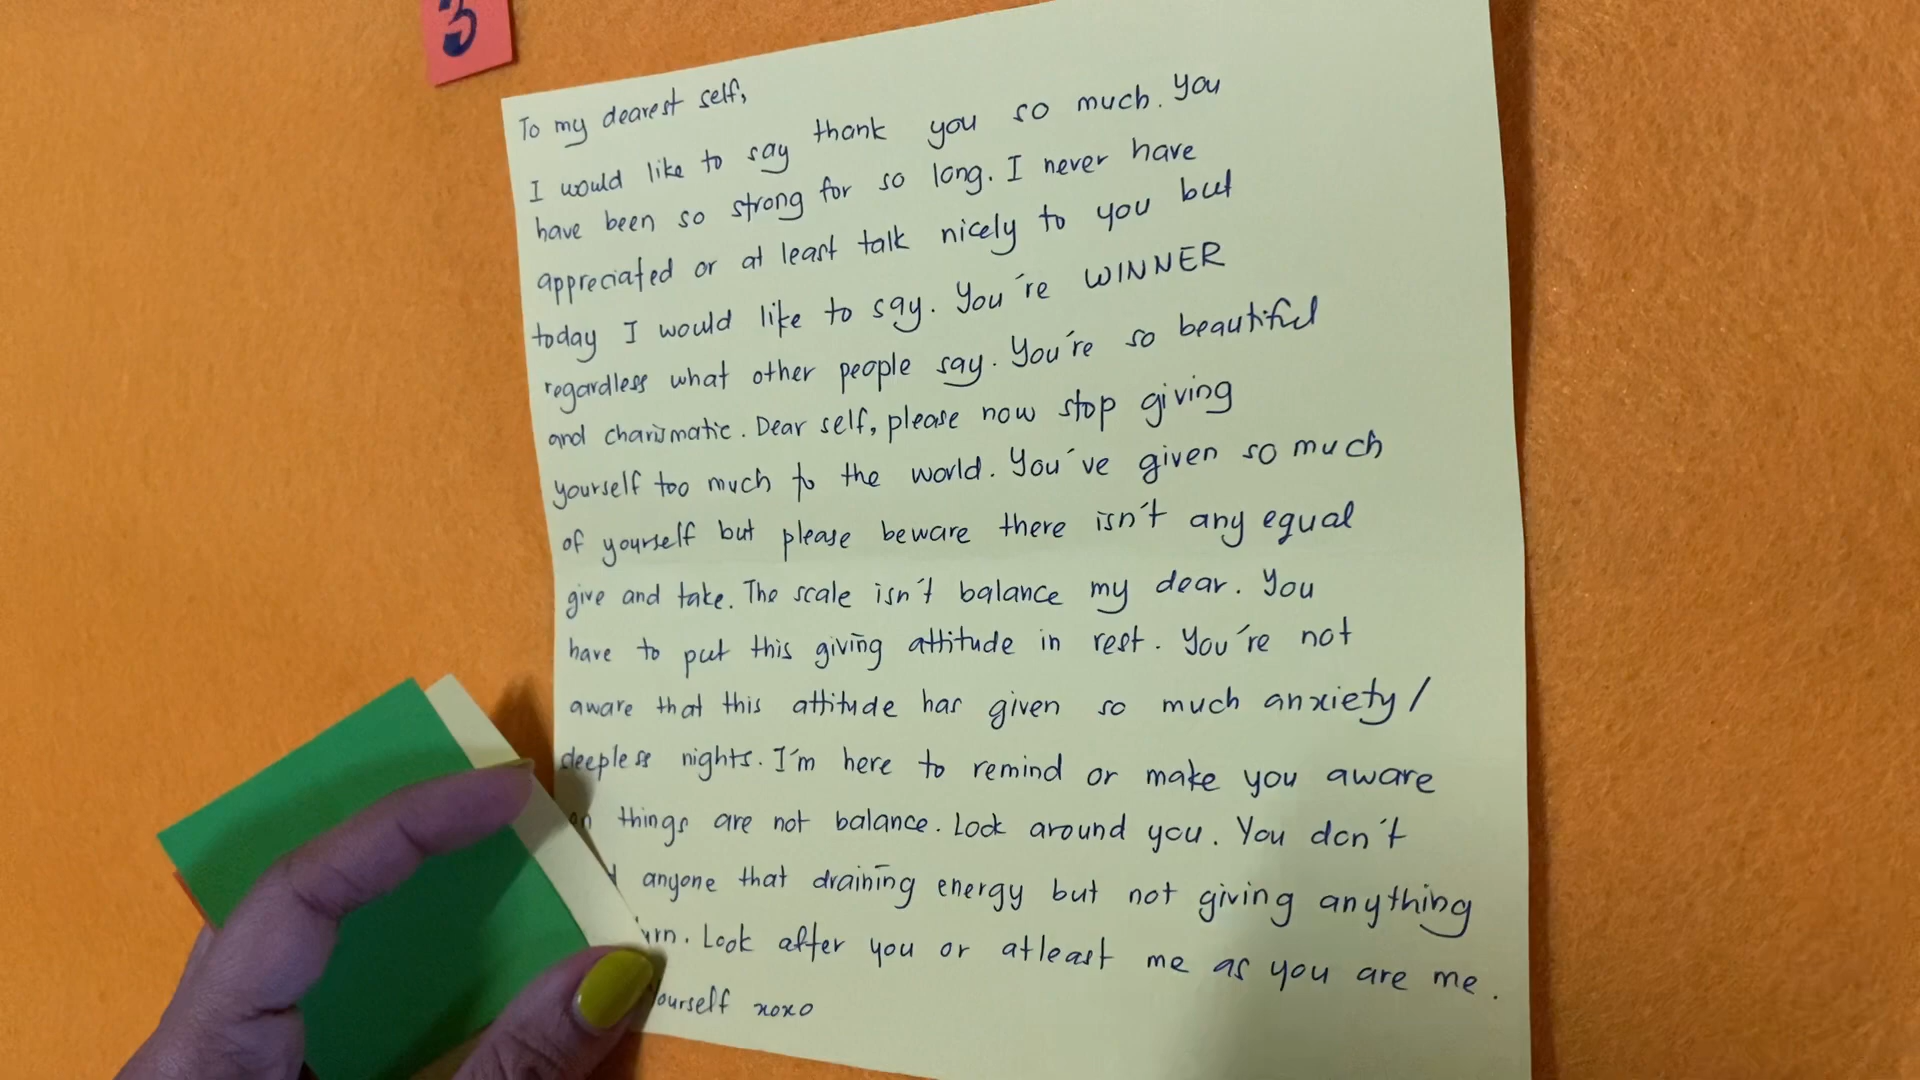 3
To my dearest self,
I would like to say thank you so much. You
have been so strong for so long. I never have
appreciated or at least talk nicely to you but
today I would like to say. You're WINNER
regardless what other people say. You're so beautiful
and charismatic. Dear self, please now stop giving
yourself too much to the world. You've given so much
of yourself but please beware there isn't any equal
give and take. The scale isn't balance my dear. You
have to put this giving attitude in rest. You're not
aware that this attitude has given so much anxiety/
nights. I'm here to remind or make you aware
things are not balance. Look around you. You don't
anyone that draining energy but not giving anything
Look after you or atleast me as you are me.
xoxo